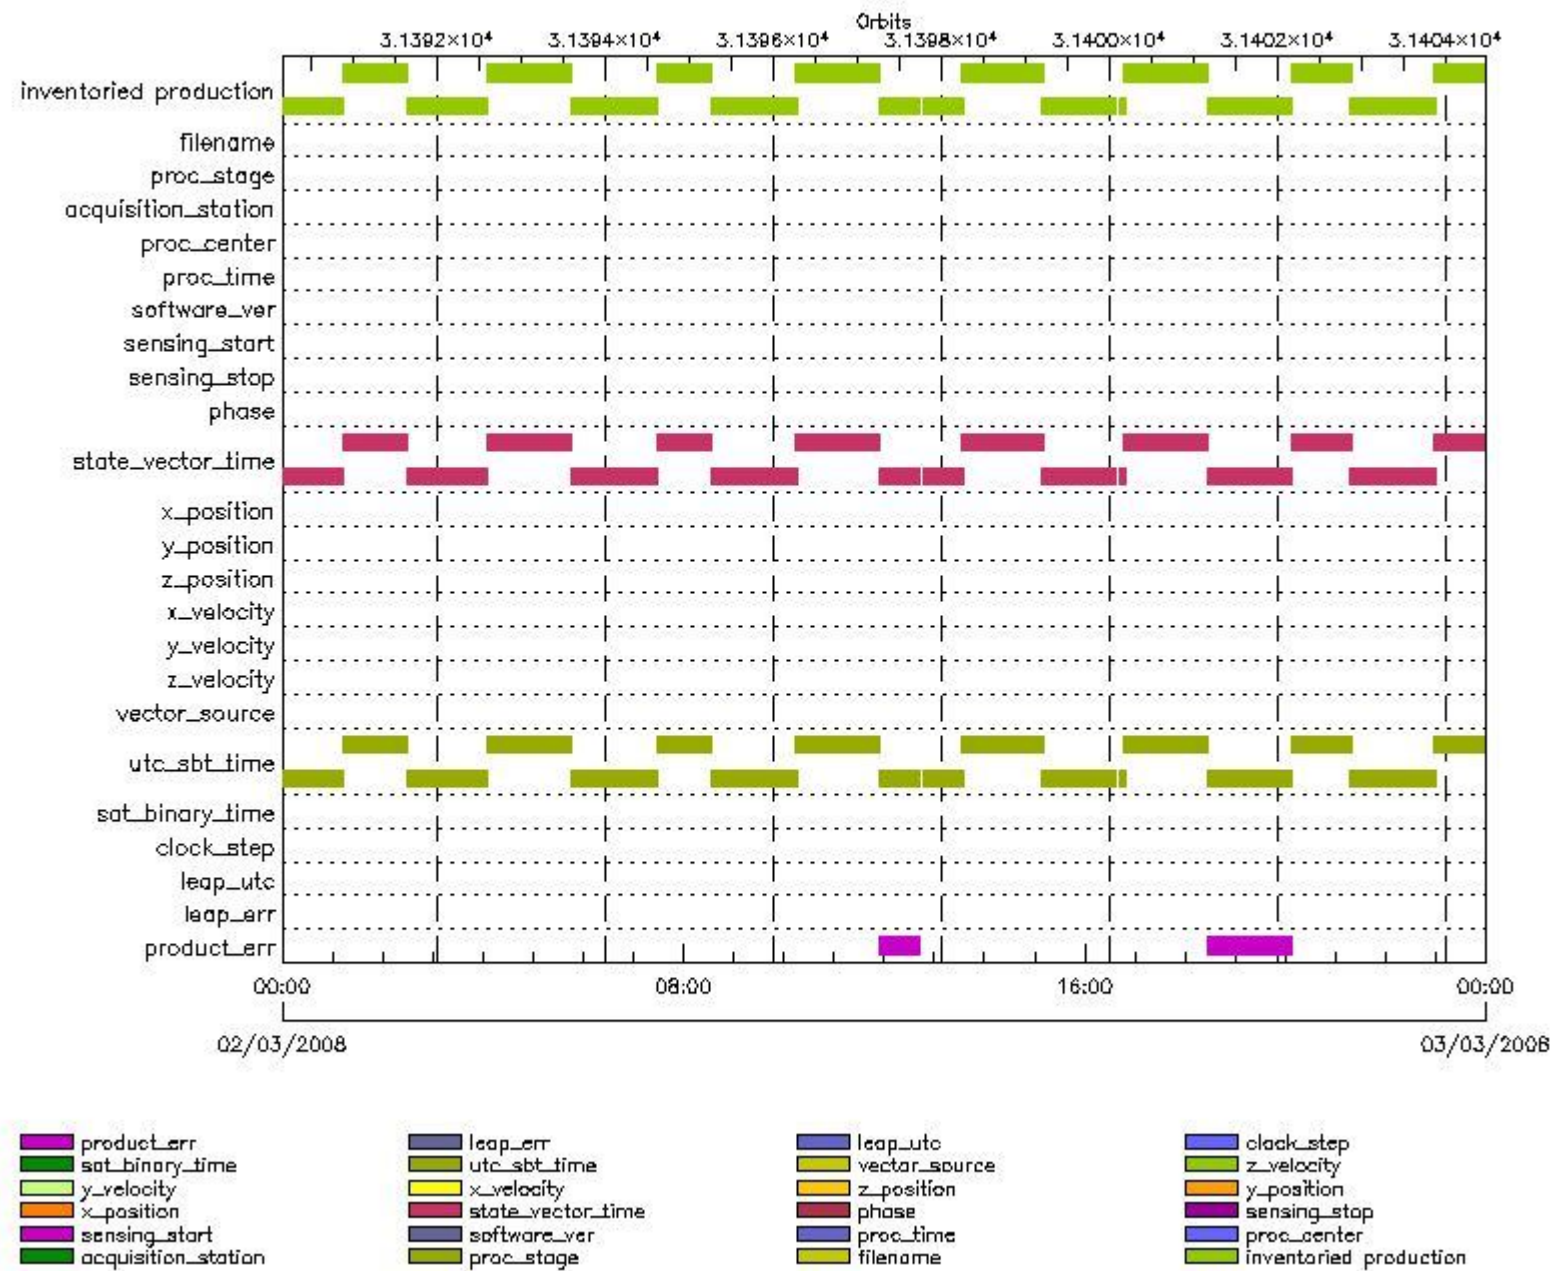 Orbits
3.1392×10⁴ 3.1394×10⁴ 3.1396×10⁴ 3.1398×10⁴ 3.1400×10⁴ 3.1402×10⁴ 3.1404×10⁴
inventoried production
filename
proc_stage
acquisition_station
proc_center
proc_time
software_ver
sensing_start
sensing_stop
phase
state_vector_time
x_position
y_position
z_position
x_velocity
y_velocity
z_velocity
vector_source
utc_sbt_time
sat_binary_time
clock_step
leap_utc
leap_err
product_err
00:00 08:00 16:00 00:00
02/03/2008 03/03/2008
product_err leap_err leap_utc clock_step
sat_binary_time utc_sbt_time vector_source z_velocity
y_velocity x_velocity z_position y_position
x_position state_vector_time phase sensing_stop
sensing_start software_ver proc_time proc_center
acquisition_station proc_stage filename inventoried production